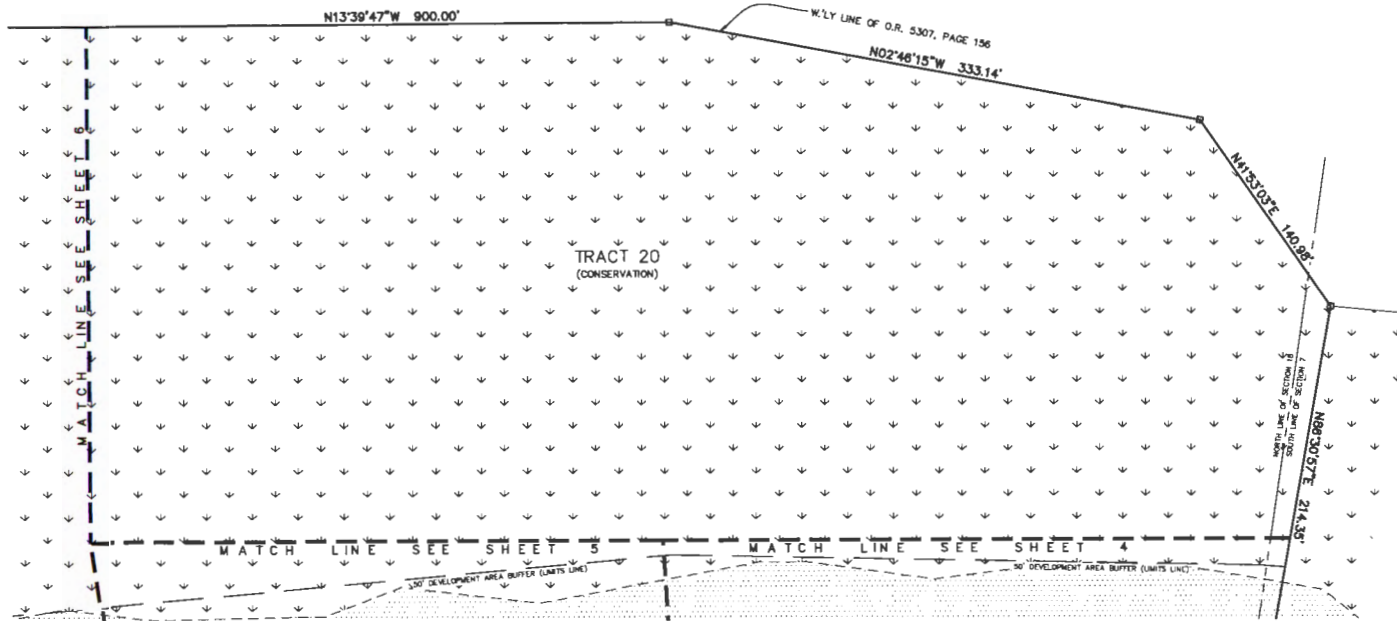 N13°39'47"W 900.00'
W.'LY LINE OF O.R. 5307, PAGE 156
N02°46'15"W 333.14'
MATCH LINE SEE SHEET 6
N41°53'03"E 140.98'
TRACT 20
(CONSERVATION)
NORTH LINE OF SECTION 18
SOUTH LINE OF SECTION 7
N86°30'57"E 214.35'
MATCH LINE SEE SHEET 5
MATCH LINE SEE SHEET 4
50' DEVELOPMENT AREA BUFFER (LIMITS LINE)
50' DEVELOPMENT AREA BUFFER (LIMITS LINE)